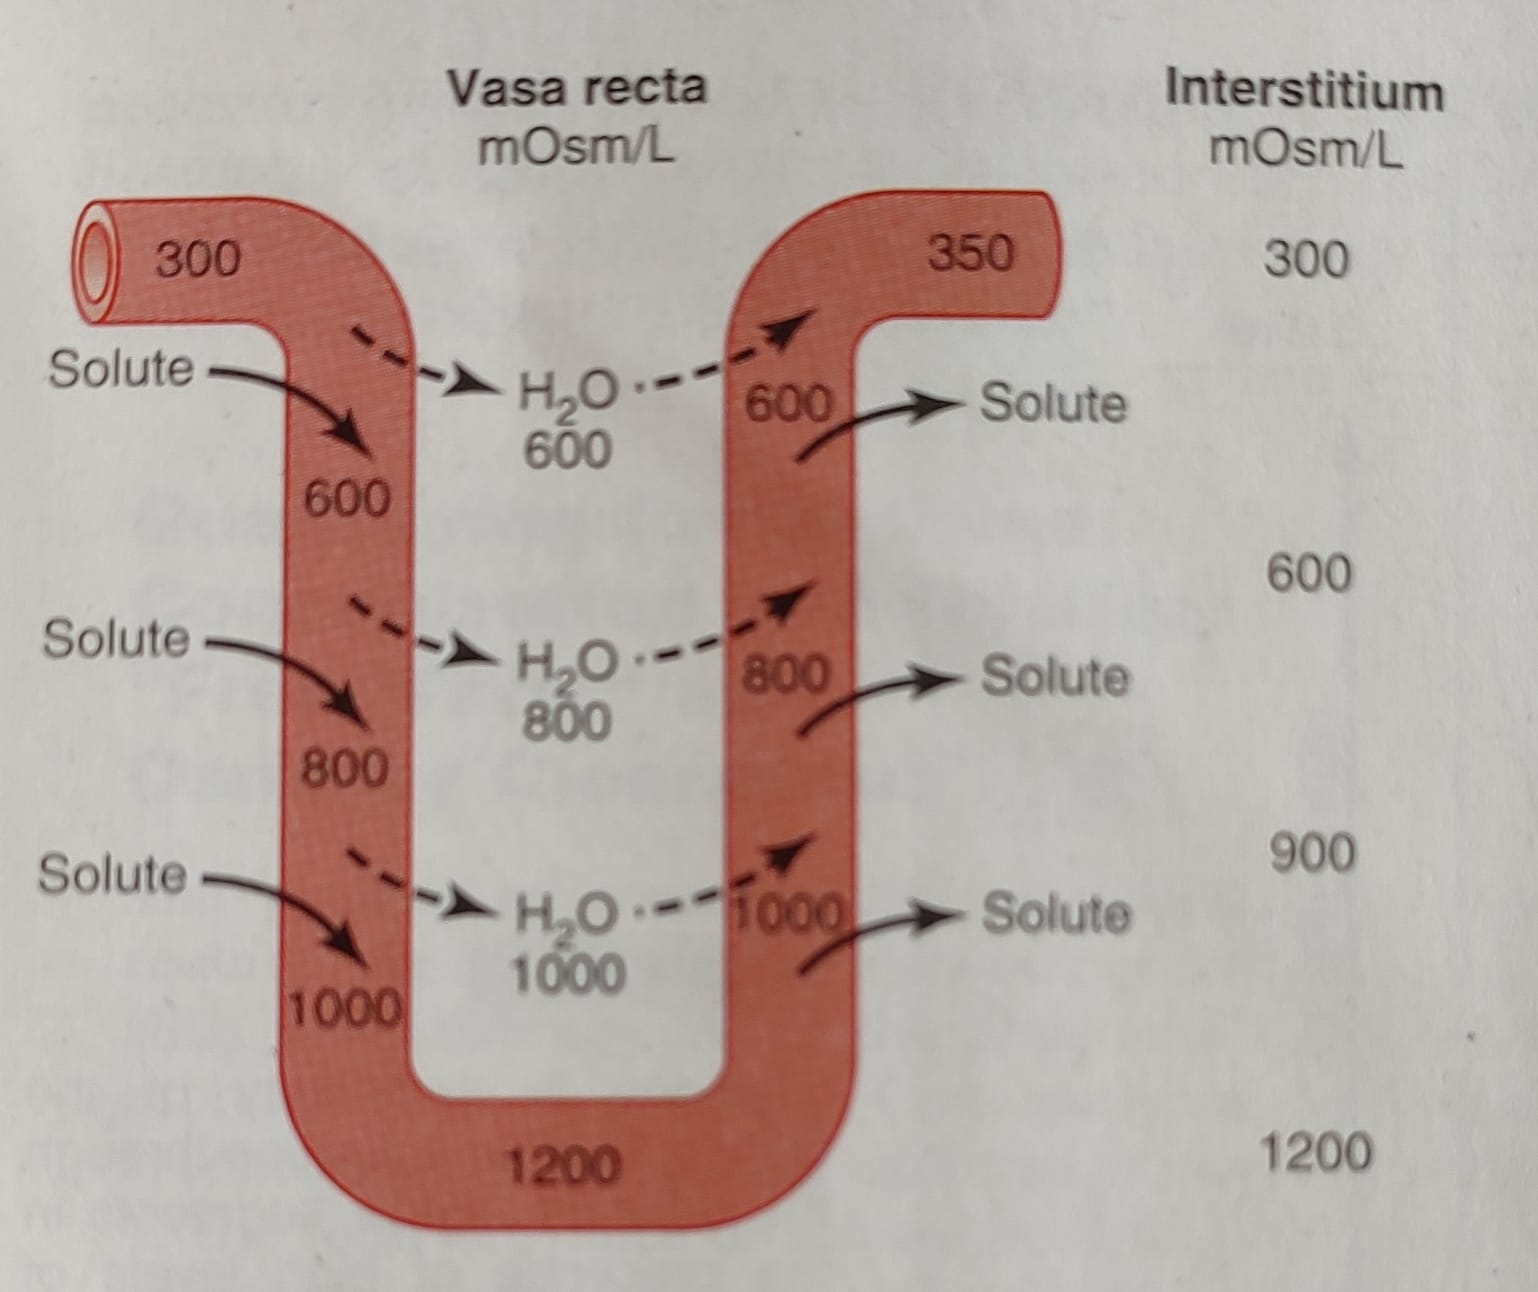 Vasa recta
mOsm/L
Interstitium
mOsm/L
300
350
300
Solute
H₂O
600
600
Solute
600
600
Solute
H₂O
800
800
Solute
800
900
Solute
H₂O
1000
1000
Solute
1000
1200
1200